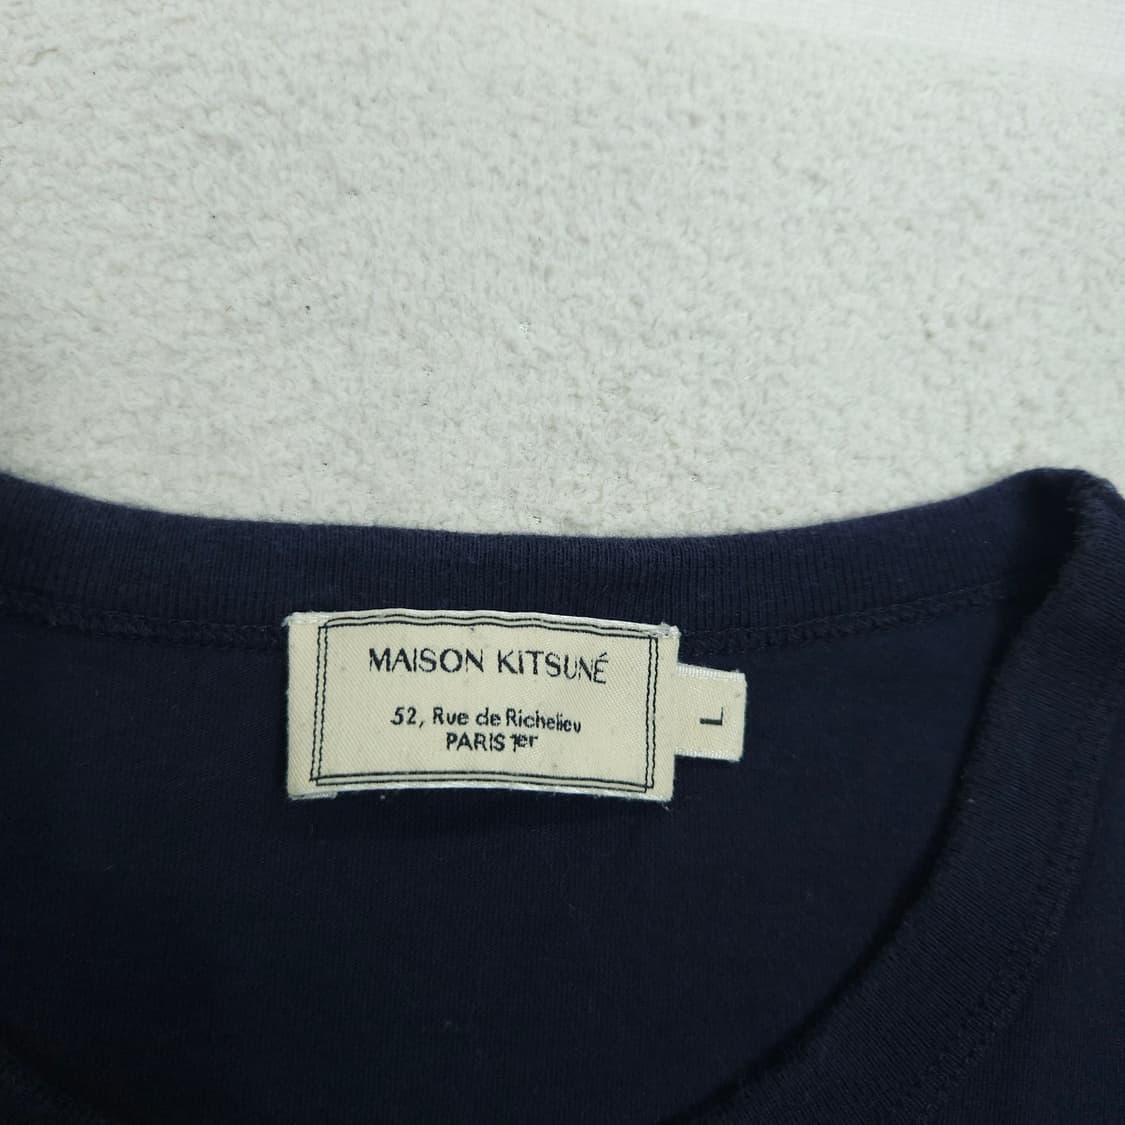 MAISON KITSUNÉ
52, Rue de Richelieu
PARIS 1er
L